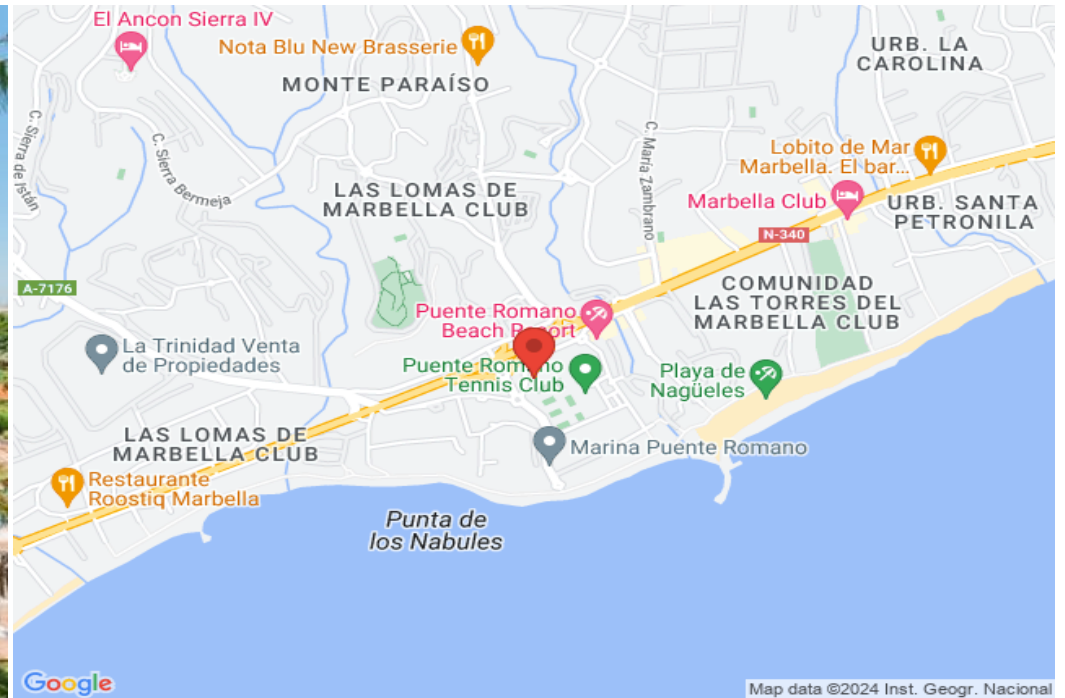 El Ancon Sierra IV
Nota Blu New Brasserie
URB. LA
CAROLINA
MONTE PARAÍSO
C. Sierra de Istán
C. Sierra Bermeja
C. María Zambrano
Lobito de Mar
Marbella. El bar...
LAS LOMAS DE
MARBELLA CLUB
Marbella Club
URB. SANTA
PETRONILA
N-340
A-7176
COMUNIDAD
LAS TORRES DEL
MARBELLA CLUB
Puente Romano
Beach Resort
La Trinidad Venta
de Propiedades
Puente Romano
Tennis Club
Playa de
Nagüeles
LAS LOMAS DE
MARBELLA CLUB
Marina Puente Romano
Restaurante
Roostiq Marbella
Punta de
los Nabules
Google
Map data ©2024 Inst. Geogr. Nacional